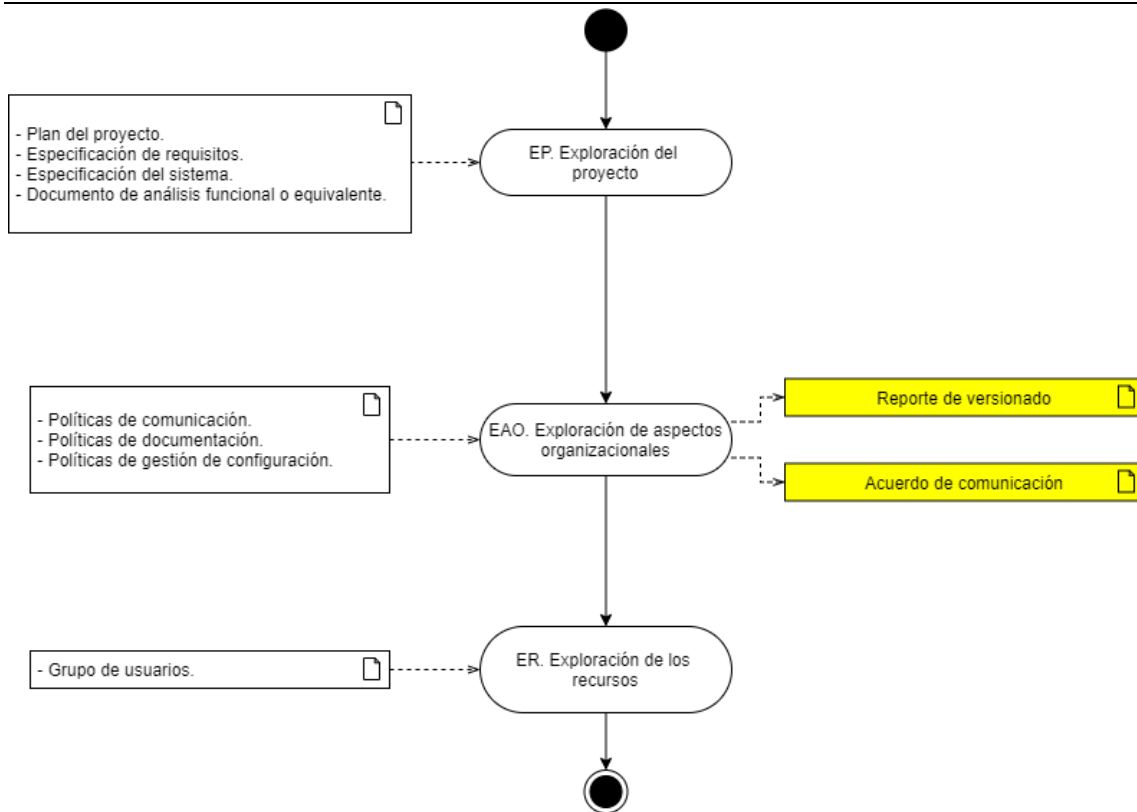 - Plan del proyecto.
- Especificación de requisitos.
- Especificación del sistema.
- Documento de análisis funcional o equivalente.
EP. Exploración del
proyecto
- Políticas de comunicación.
- Políticas de documentación.
- Políticas de gestión de configuración.
EAO. Exploración de aspectos
organizacionales
Reporte de versionado
Acuerdo de comunicación
- Grupo de usuarios.
ER. Exploración de los
recursos